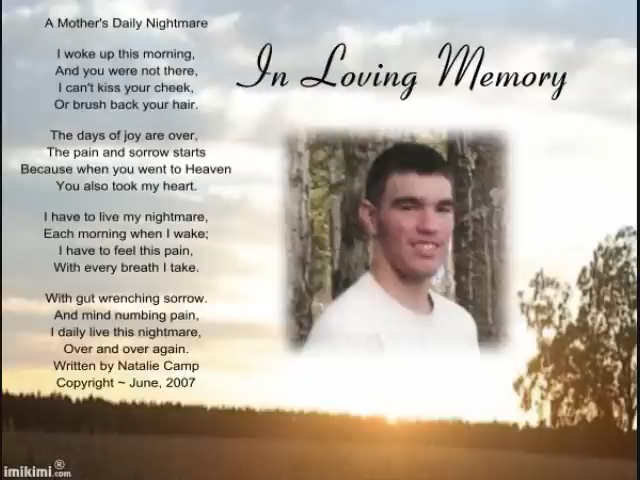 A Mother's Daily Nightmare
I woke up this morning,
And you were not there,
I can't kiss your cheek,
Or brush back your hair.
The days of joy are over,
The pain and sorrow starts
Because when you went to Heaven
You also took my heart.
I have to live my nightmare,
Each morning when I wake;
I have to feel this pain,
With every breath I take.
With gut wrenching sorrow.
And mind numbing pain,
I daily live this nightmare,
Over and over again.
Written by Natalie Camp
Copyright ~ June, 2007
In Loving Memory
imikimi.com®